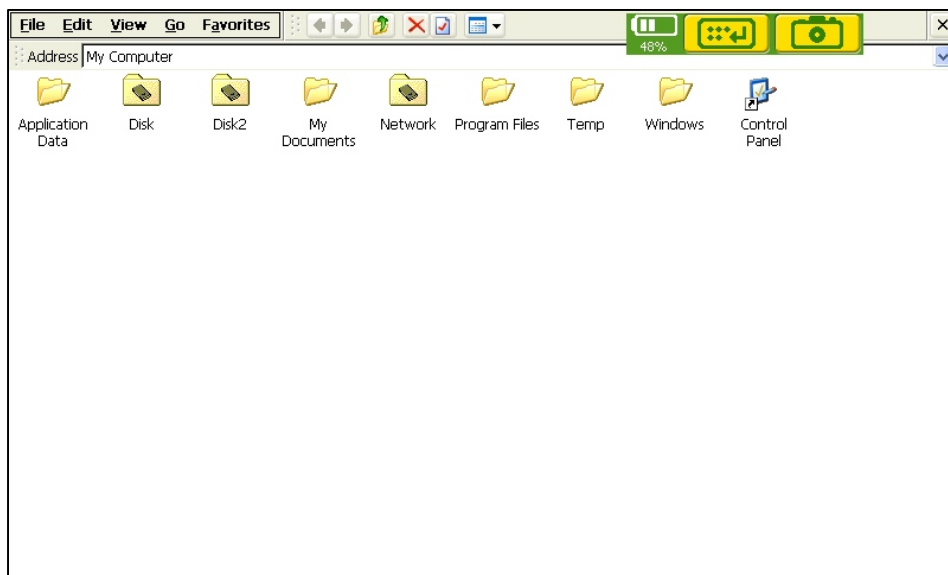 File Edit View Go Favorites
48%
Address My Computer
Application Data
Disk
Disk2
My Documents
Network
Program Files
Temp
Windows
Control Panel